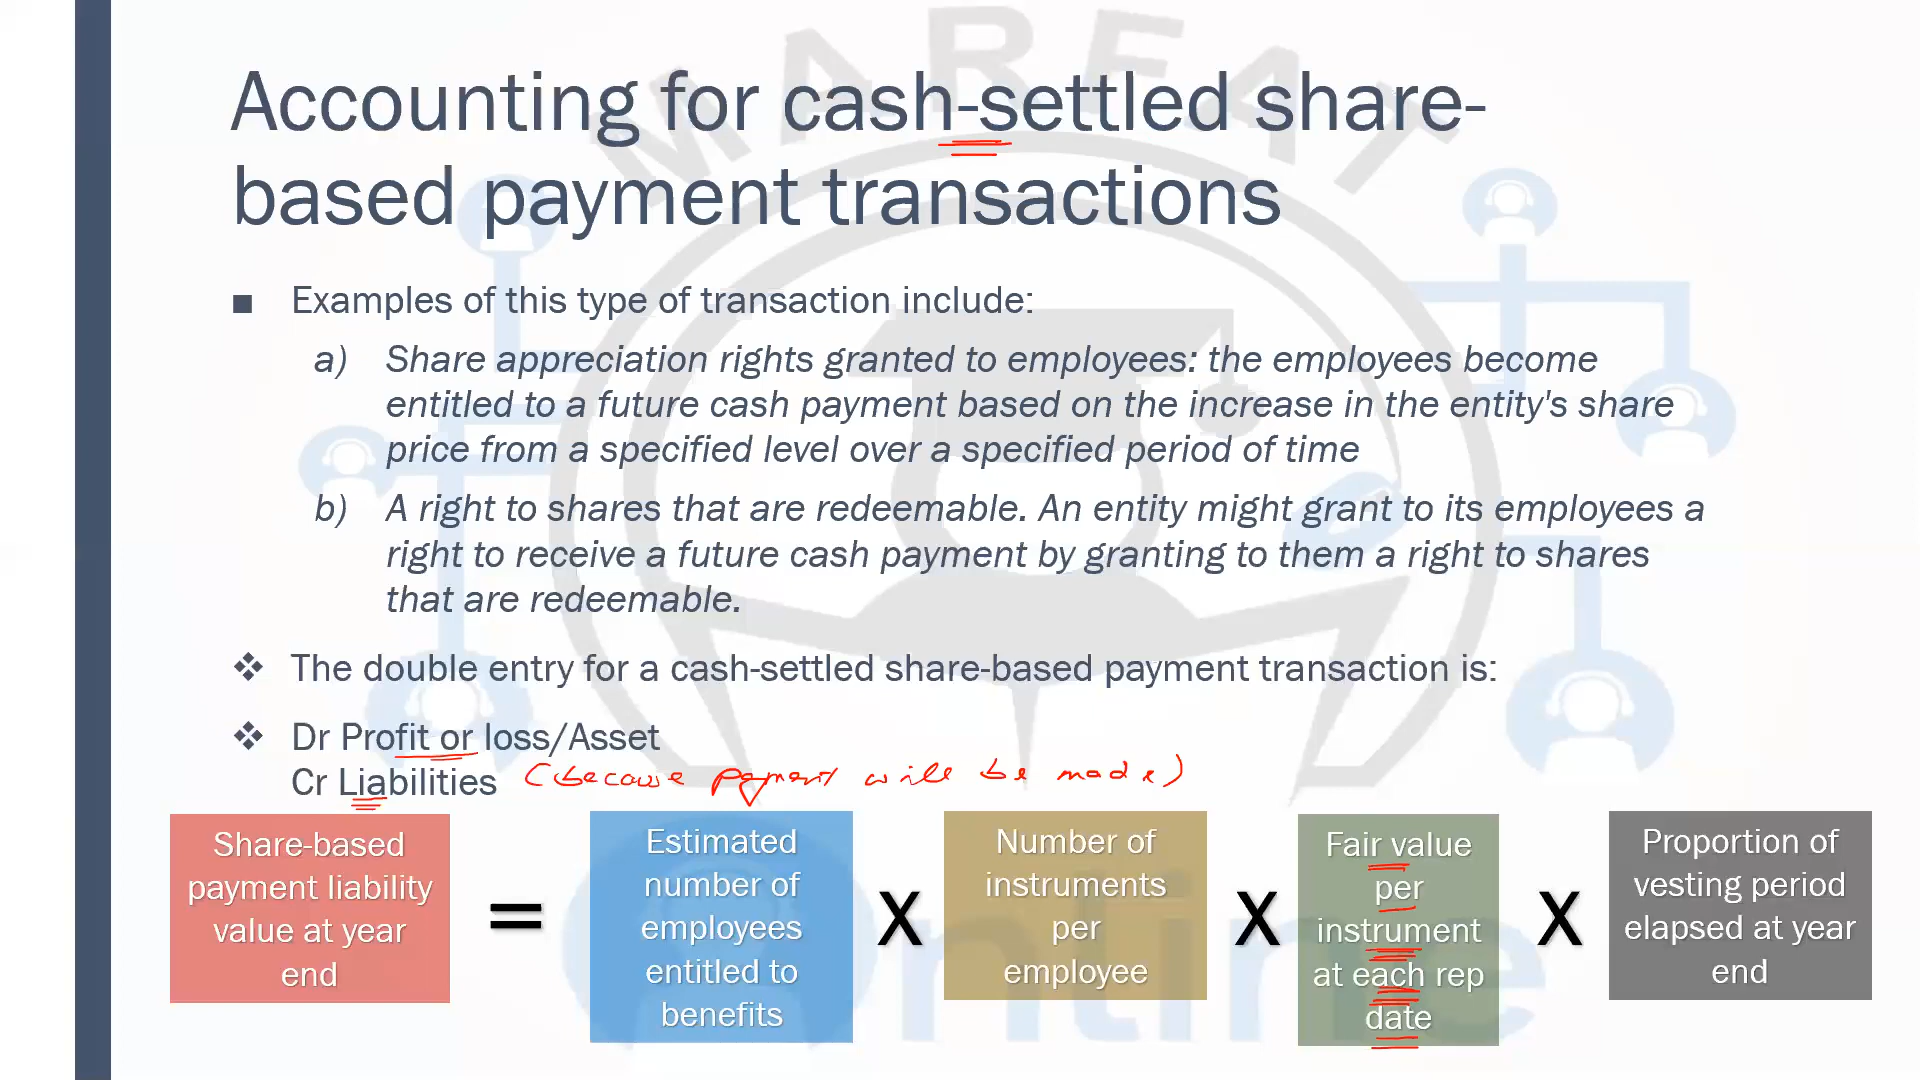 MAREFAT
Accounting for cash-settled share-
based payment transactions
■ Examples of this type of transaction include:
a) Share appreciation rights granted to employees: the employees become
entitled to a future cash payment based on the increase in the entity's share
price from a specified level over a specified period of time
b) A right to shares that are redeemable. An entity might grant to its employees a
right to receive a future cash payment by granting to them a right to shares
that are redeemable.
❖ The double entry for a cash-settled share-based payment transaction is:
❖ Dr Profit or loss/Asset
Cr Liabilities (because payment will be made)
Share-based
payment liability
value at year
end
=
Estimated
number of
employees
entitled to
benefits
X
Number of
instruments
per
employee
X
Fair value
per
instrument
at each rep
date
X
Proportion of
vesting period
elapsed at year
end
Online